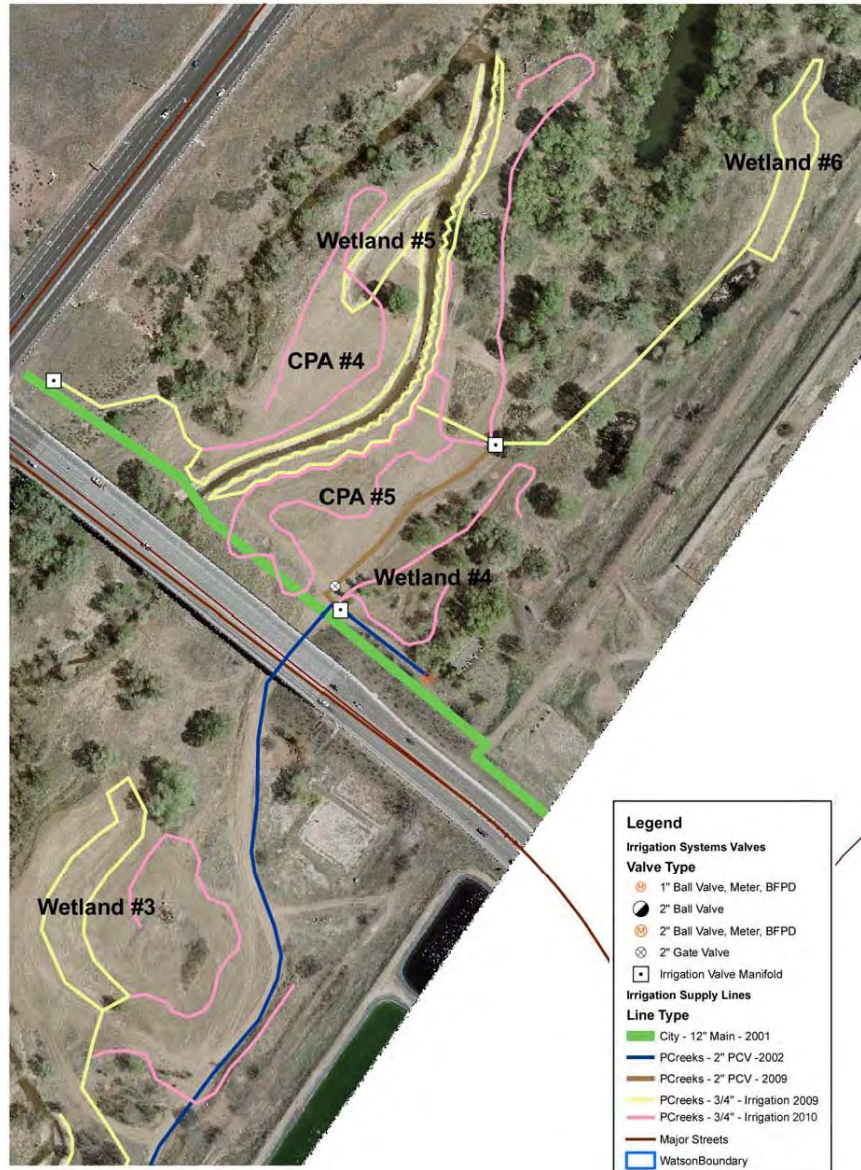 Wetland #6
Wetland #5
CPA #4
CPA #5
Wetland #4
Wetland #3
Legend
Irrigation Systems Valves
Valve Type
M 1" Ball Valve, Meter, BFPD
2" Ball Valve
M 2" Ball Valve, Meter, BFPD
2" Gate Valve
Irrigation Valve Manifold
Irrigation Supply Lines
Line Type
City - 12" Main - 2001
PCreeks - 2" PCV -2002
PCreeks - 2" PCV - 2009
PCreeks - 3/4" - Irrigation 2009
PCreeks - 3/4" - Irrigation 2010
Major Streets
WatsonBoundary